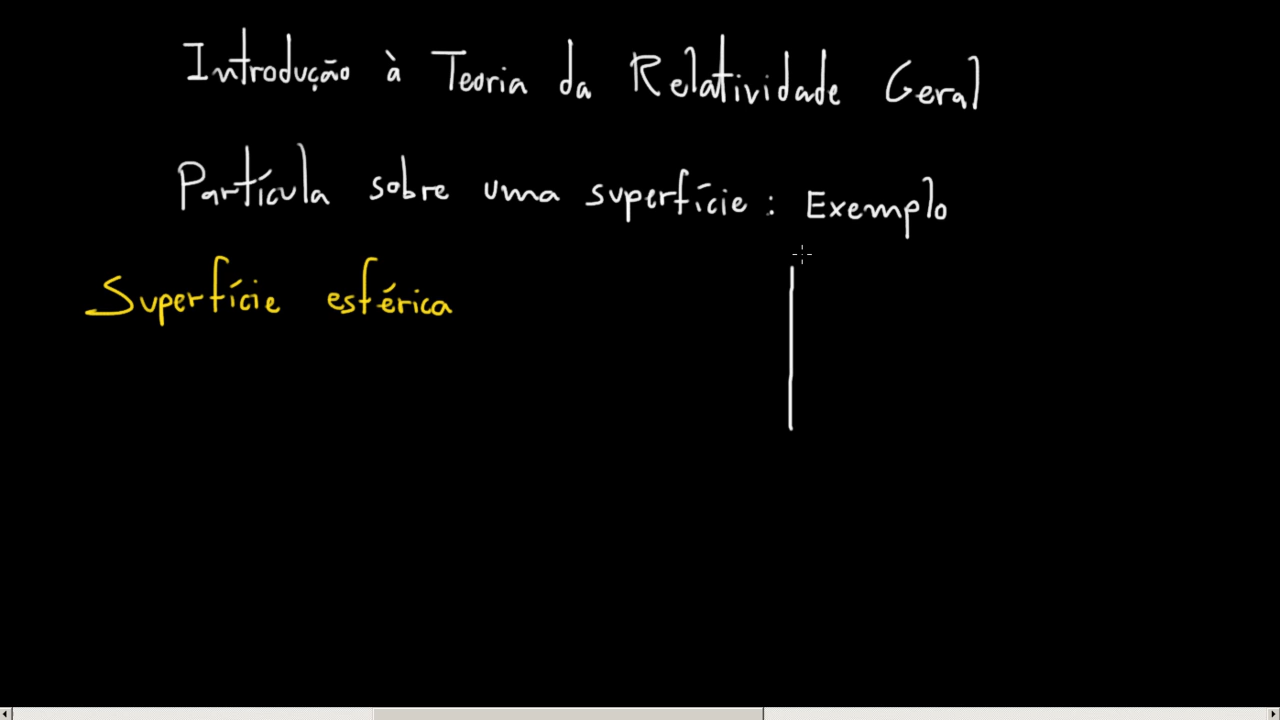 Introdução à Teoria da Relatividade Geral
Partícula sobre uma superfície: Exemplo
Superfície esférica